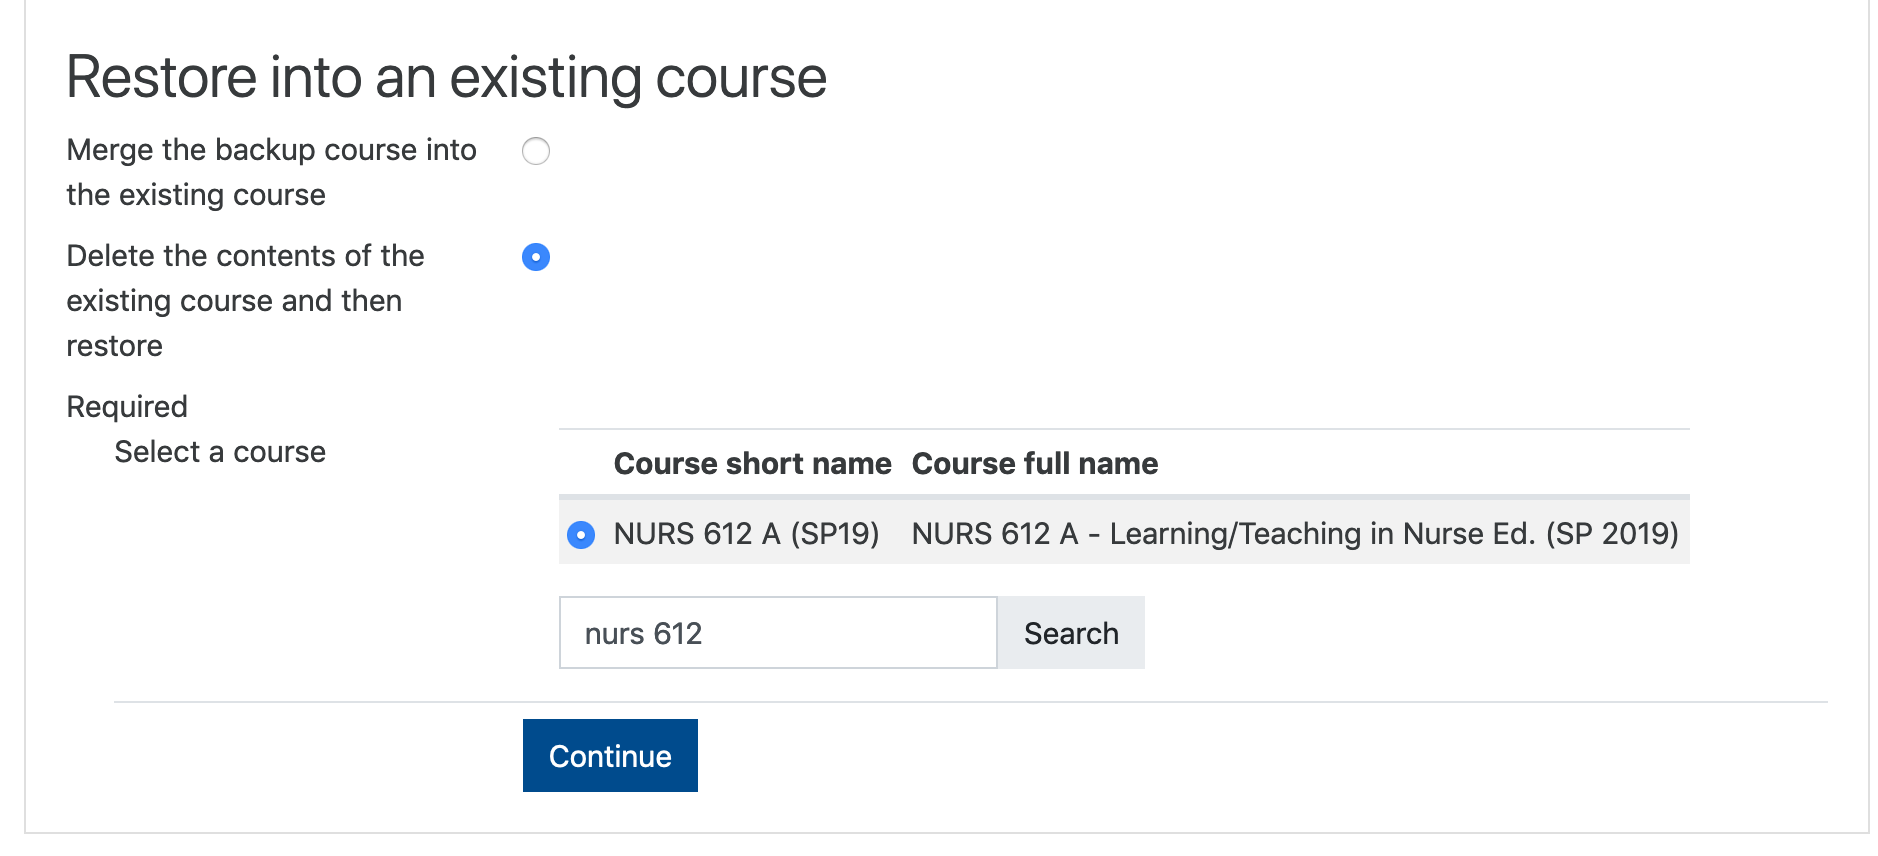 Restore into an existing course
Merge the backup course into
the existing course
Delete the contents of the
existing course and then
restore
Required
Select a course
Course short name Course full name
NURS 612 A (SP19) NURS 612 A - Learning/Teaching in Nurse Ed. (SP 2019)
nurs 612 Search
Continue